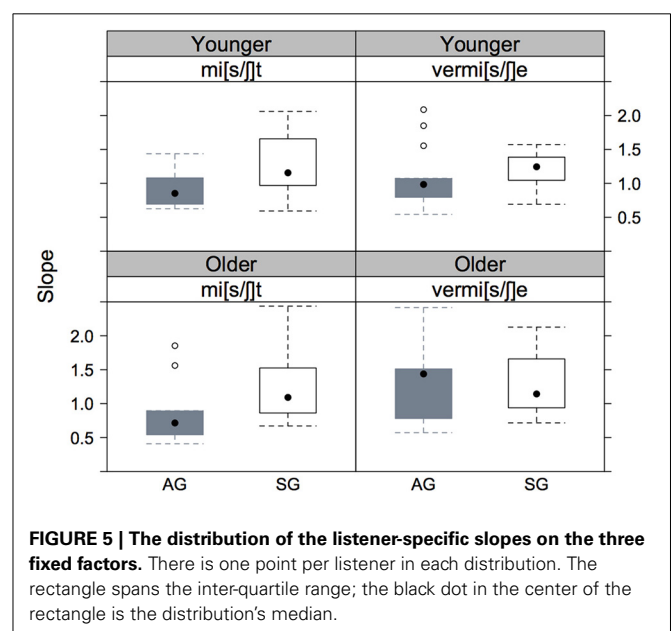 Younger
Younger
mi[s/ʃ]t
vermi[s/ʃ]e
2.0
1.5
1.0
0.5
Slope
Older
Older
mi[s/ʃ]t
vermi[s/ʃ]e
2.0
1.5
1.0
0.5
AG
SG
AG
SG
FIGURE 5 | The distribution of the listener-specific slopes on the three
fixed factors. There is one point per listener in each distribution. The
rectangle spans the inter-quartile range; the black dot in the center of the
rectangle is the distribution's median.